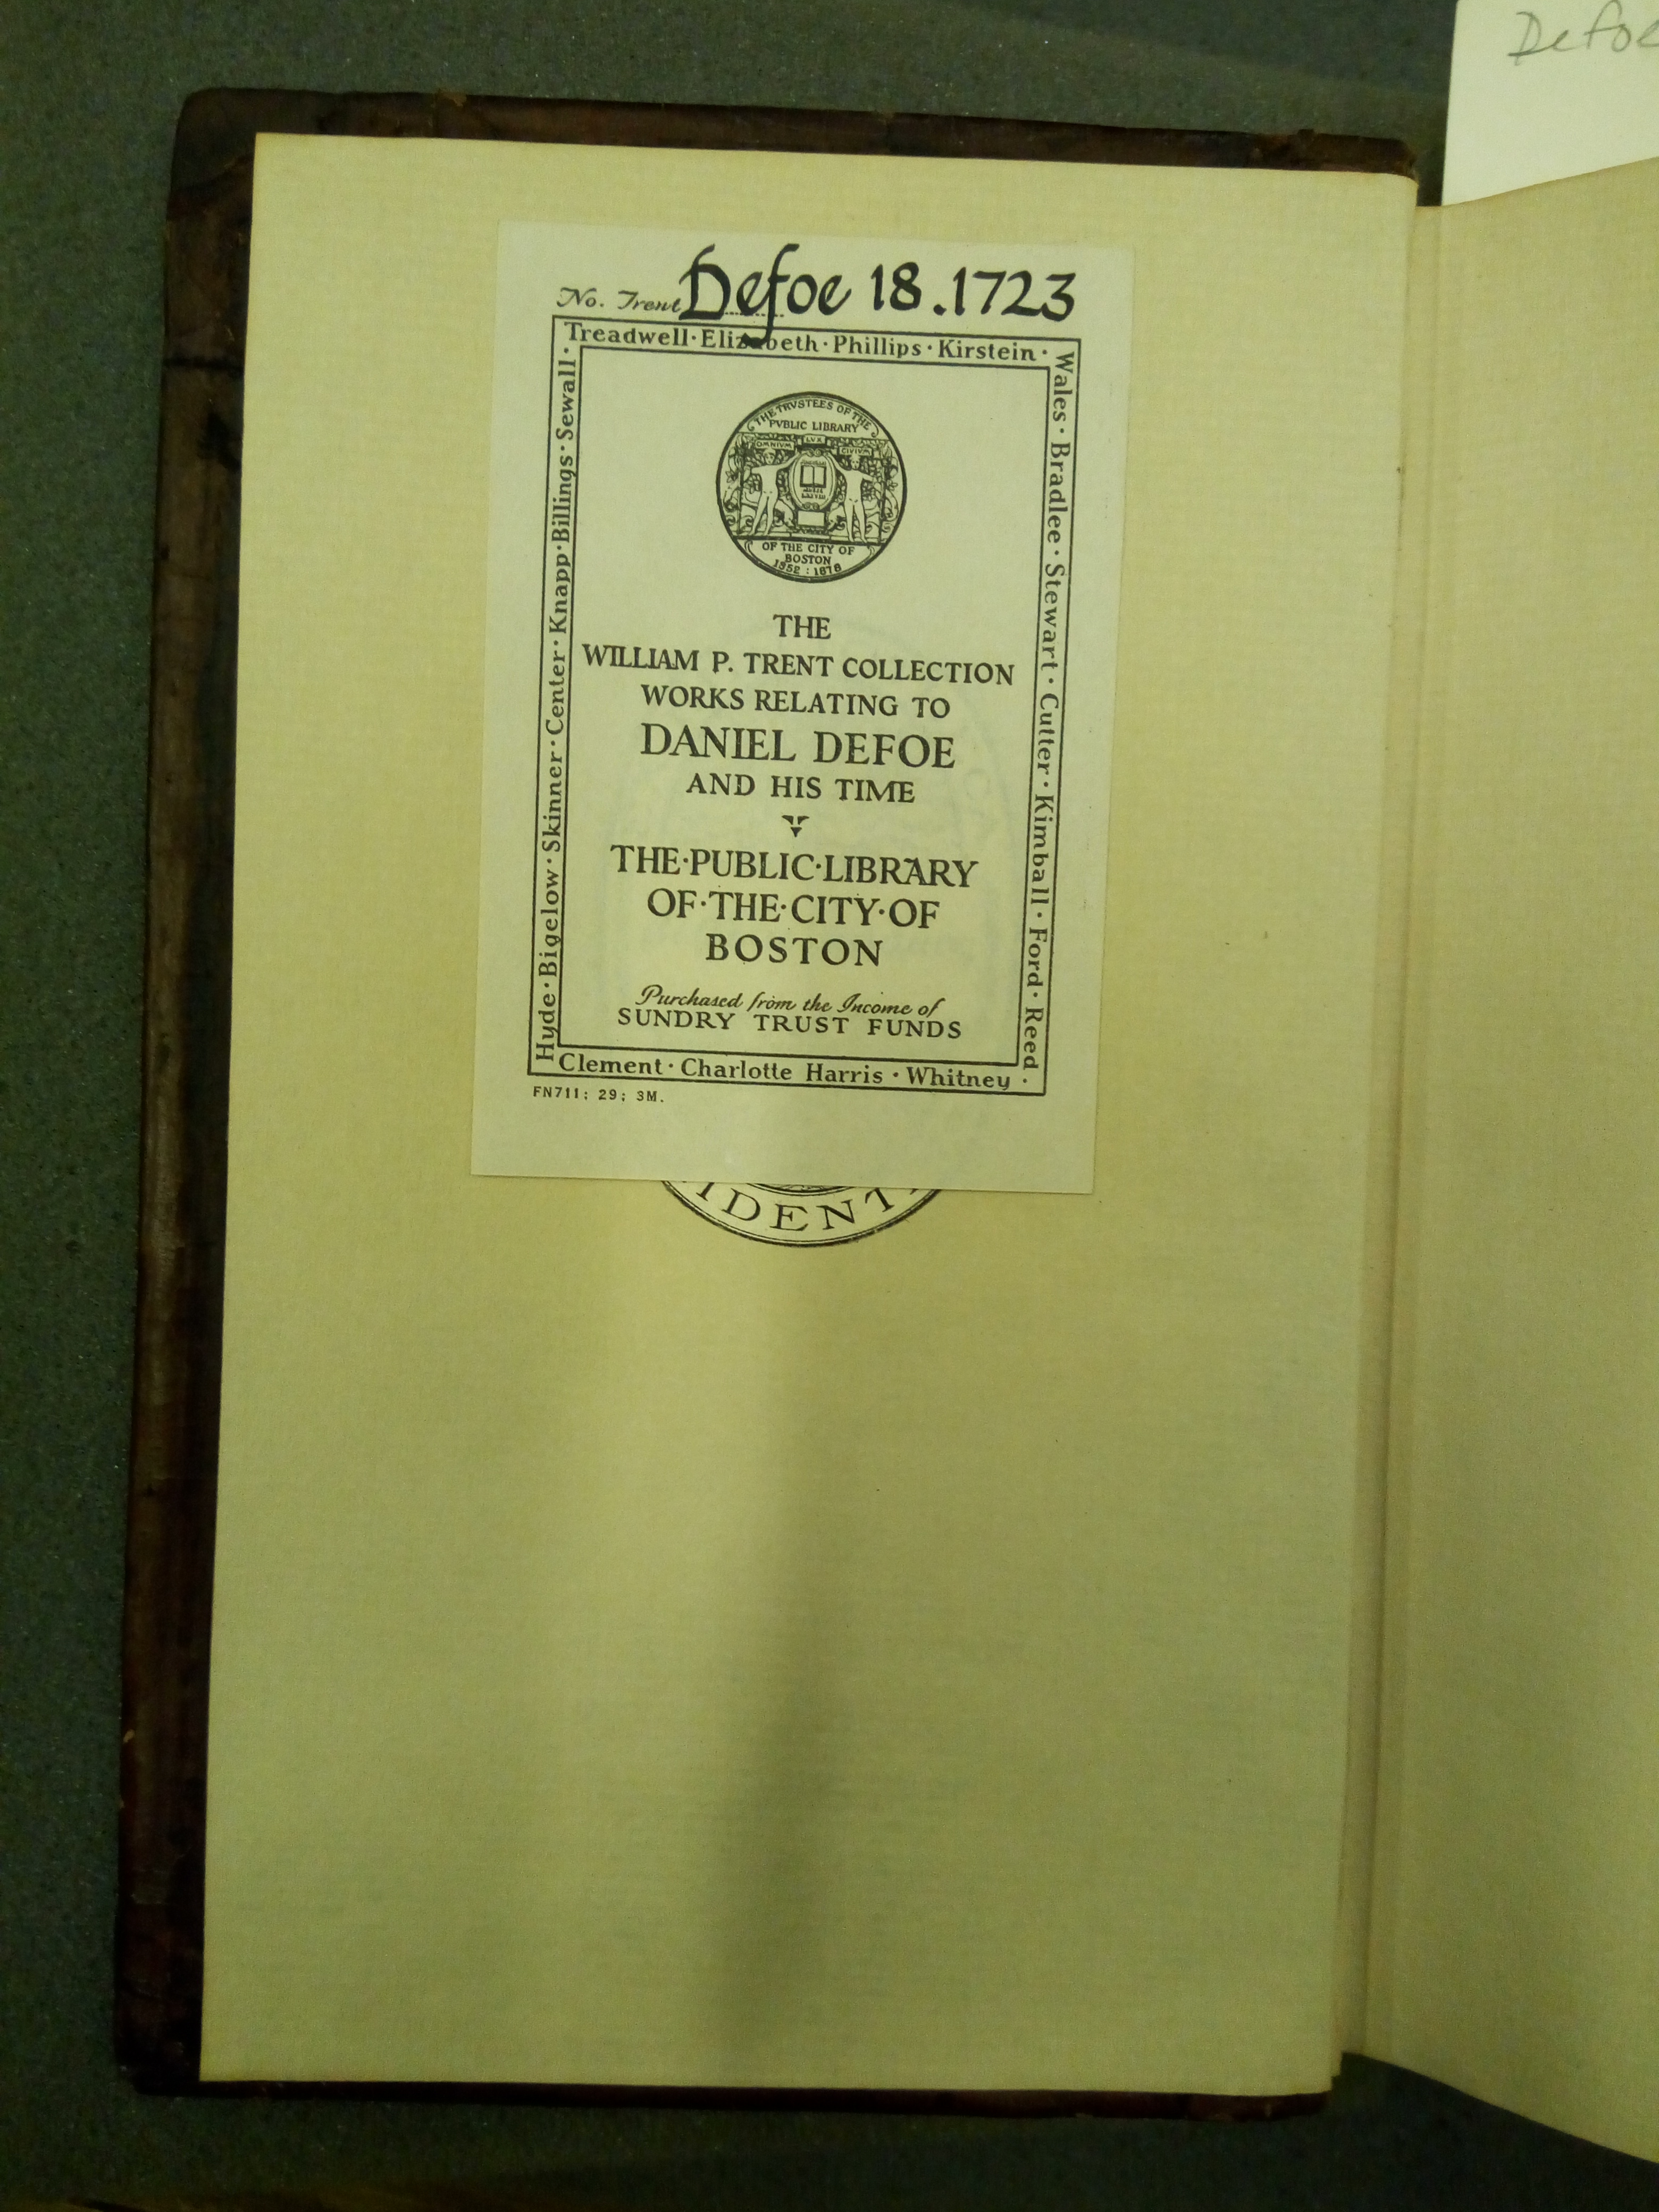 Defoe
No. Trent Defoe 18.1723
Treadwell·Elizabeth·Phillips·Kirstein·
Wales·Bradlee·Stewart·Cutter·Kimball·Ford·Reed
Clement·Charlotte Harris·Whitney·
Hyde·Bigelow·Skinner·Center·Knapp·Billings·Sewall·
THE TRVSTEES OF THE
PVBLIC LIBRARY
OMNIVM LVX CIVIVM
OF THE CITY OF
BOSTON
1852 : 1878
THE
WILLIAM P. TRENT COLLECTION
WORKS RELATING TO
DANIEL DEFOE
AND HIS TIME
THE·PUBLIC·LIBRARY
OF·THE·CITY·OF
BOSTON
Purchased from the Income of
SUNDRY TRUST FUNDS
FN711; 29; 3M.
IDENT